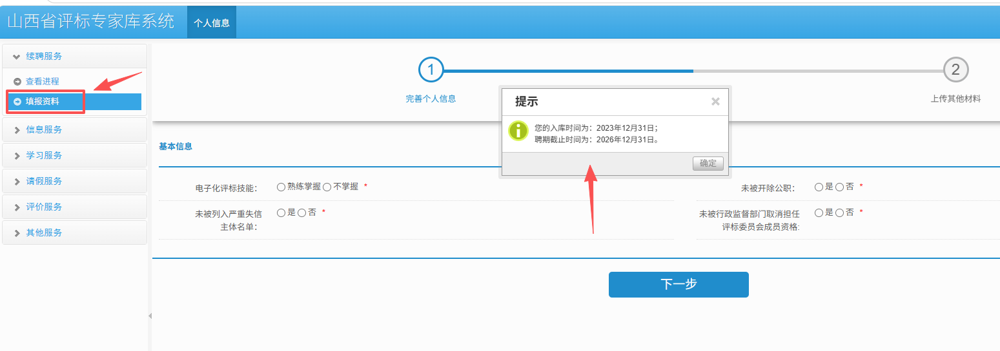 山西省评标专家库系统
个人信息
续聘服务
查看进程
填报资料
信息服务
学习服务
请假服务
评价服务
其他服务
1
完善个人信息
2
上传其他材料
提示
×
您的入库时间为：2023年12月31日；
聘期截止时间为：2026年12月31日。
确定
基本信息
电子化评标技能： 熟练掌握 不掌握 *
未被开除公职： 是 否 *
未被列入严重失信
主体名单： 是 否 *
未被行政监督部门取消担任
评标委员会成员资格: 是 否 *
下一步